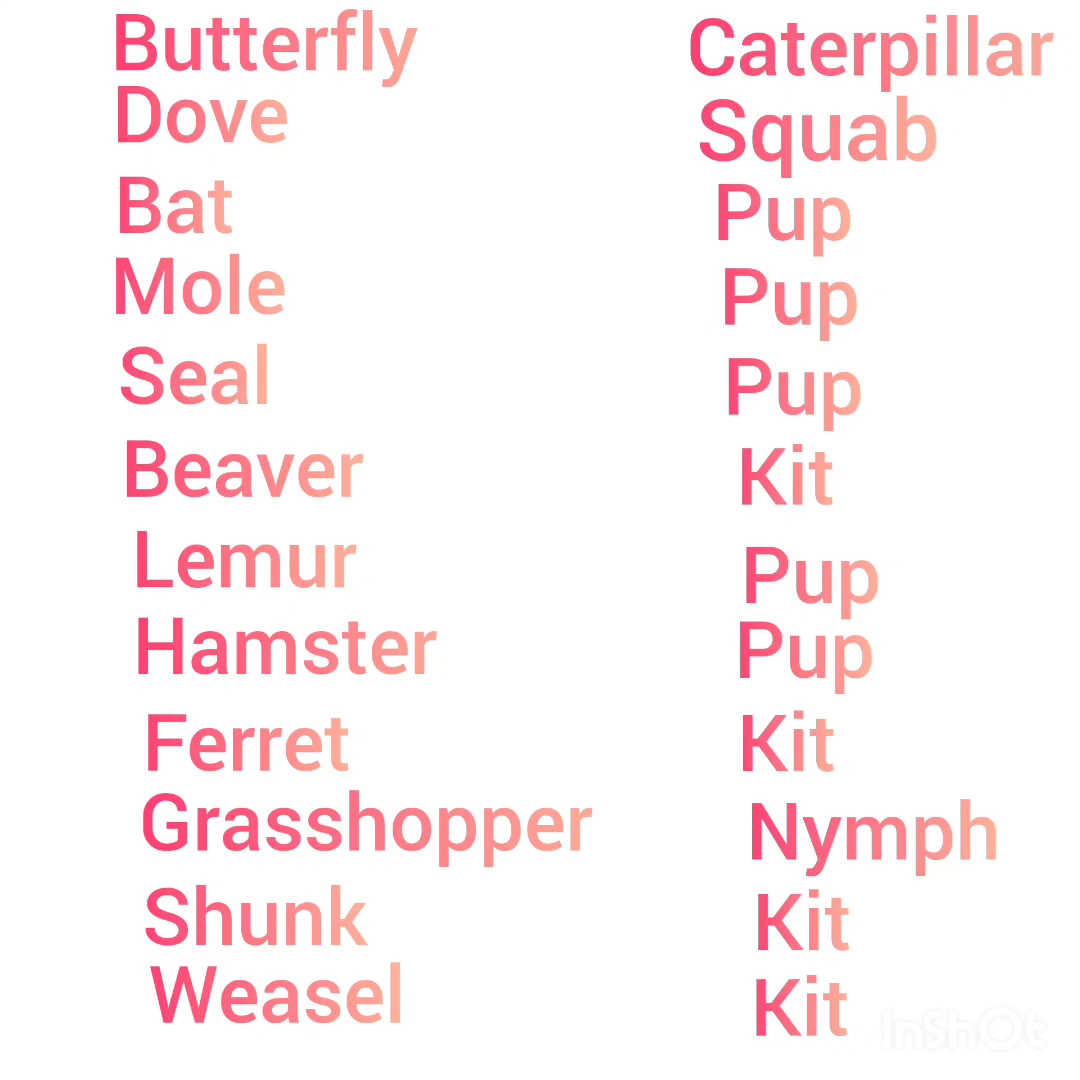 Butterfly Caterpillar
Dove Squab
Bat Pup
Mole Pup
Seal Pup
Beaver Kit
Lemur Pup
Hamster Pup
Ferret Kit
Grasshopper Nymph
Shunk Kit
Weasel Kit
InShOt